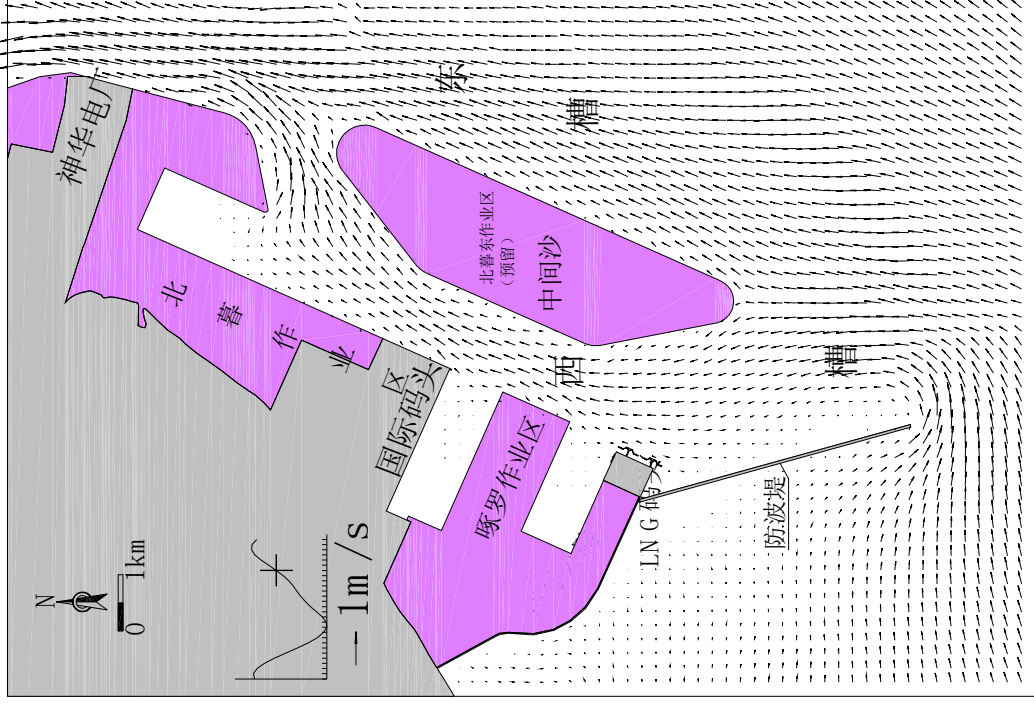 神华电厂
东
槽
北暮东作业区
(预留)
中间沙
北暮作业区
国际码头
西
槽
啄罗作业区
LNG码头
防波堤
N
0 1km
1m/s